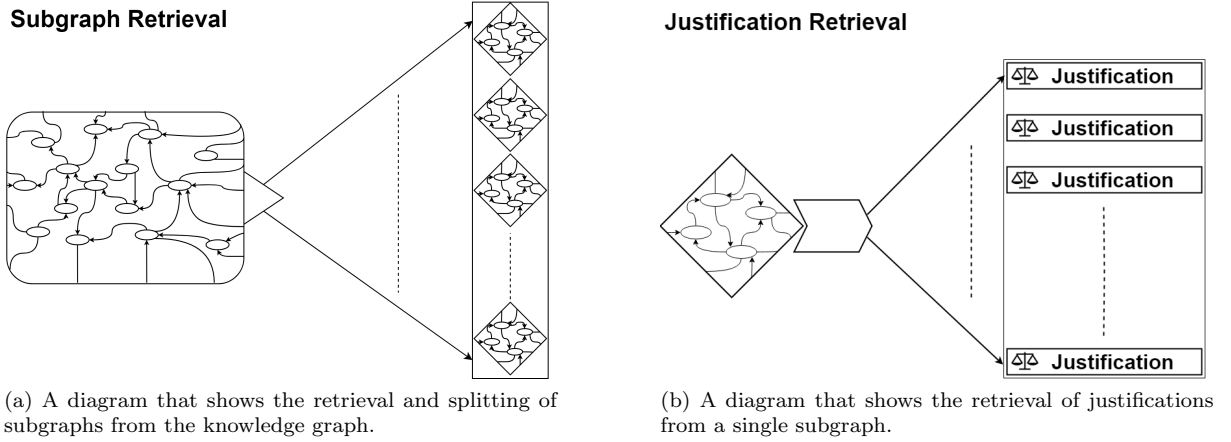 Subgraph Retrieval
(a) A diagram that shows the retrieval and splitting of
subgraphs from the knowledge graph.
Justification Retrieval
Justification
Justification
Justification
Justification
(b) A diagram that shows the retrieval of justifications
from a single subgraph.